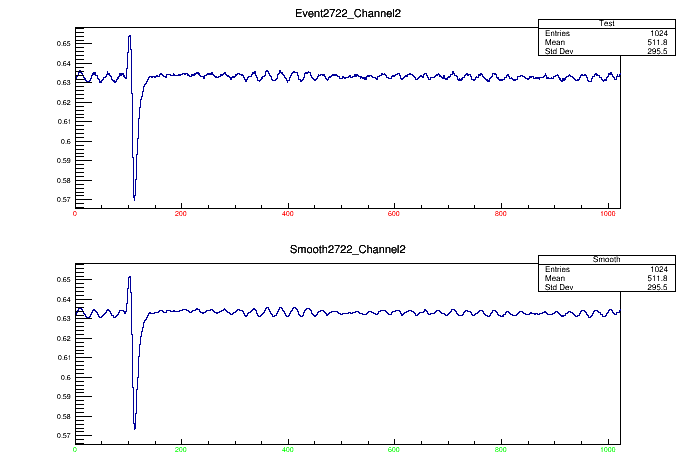 Event2722_Channel2
Test
Entries 1024
Mean 511.8
Std Dev 295.5
0.65
0.64
0.63
0.62
0.61
0.6
0.59
0.58
0.57
0 200 400 600 800 1000
Smooth2722_Channel2
Smooth
Entries 1024
Mean 511.8
Std Dev 295.5
0.65
0.64
0.63
0.62
0.61
0.6
0.59
0.58
0.57
0 200 400 600 800 1000